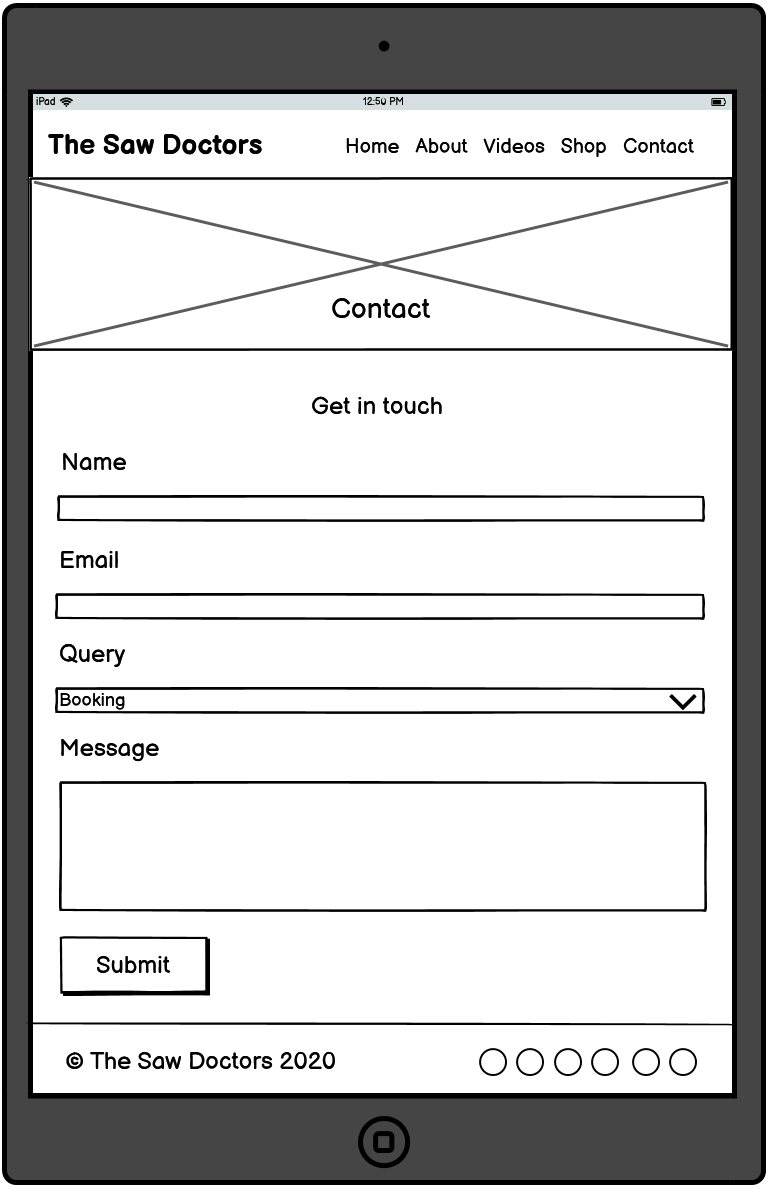 iPad 12:50 PM
The Saw Doctors Home About Videos Shop Contact
Contact
Get in touch
Name
Email
Query
Booking
Message
Submit
© The Saw Doctors 2020